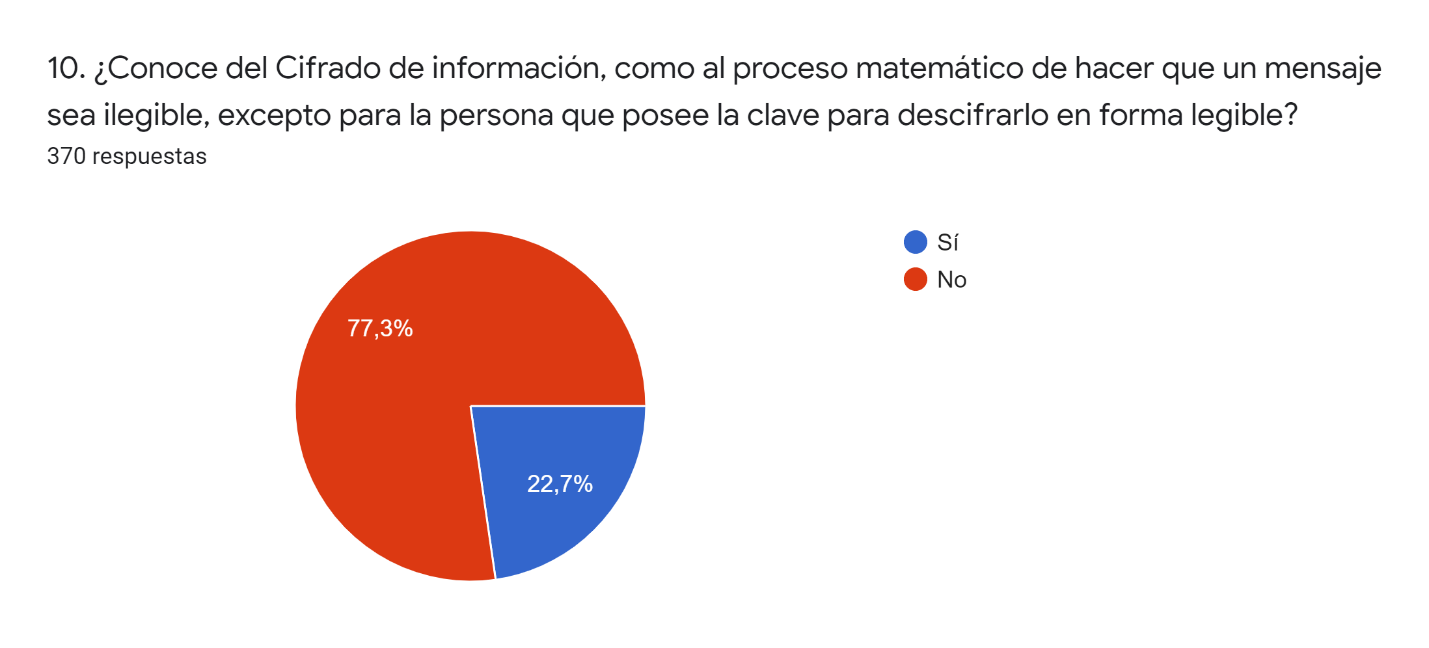 10. ¿Conoce del Cifrado de información, como al proceso matemático de hacer que un mensaje
sea ilegible, excepto para la persona que posee la clave para descifrarlo en forma legible?
370 respuestas
Sí
No
77,3%
22,7%